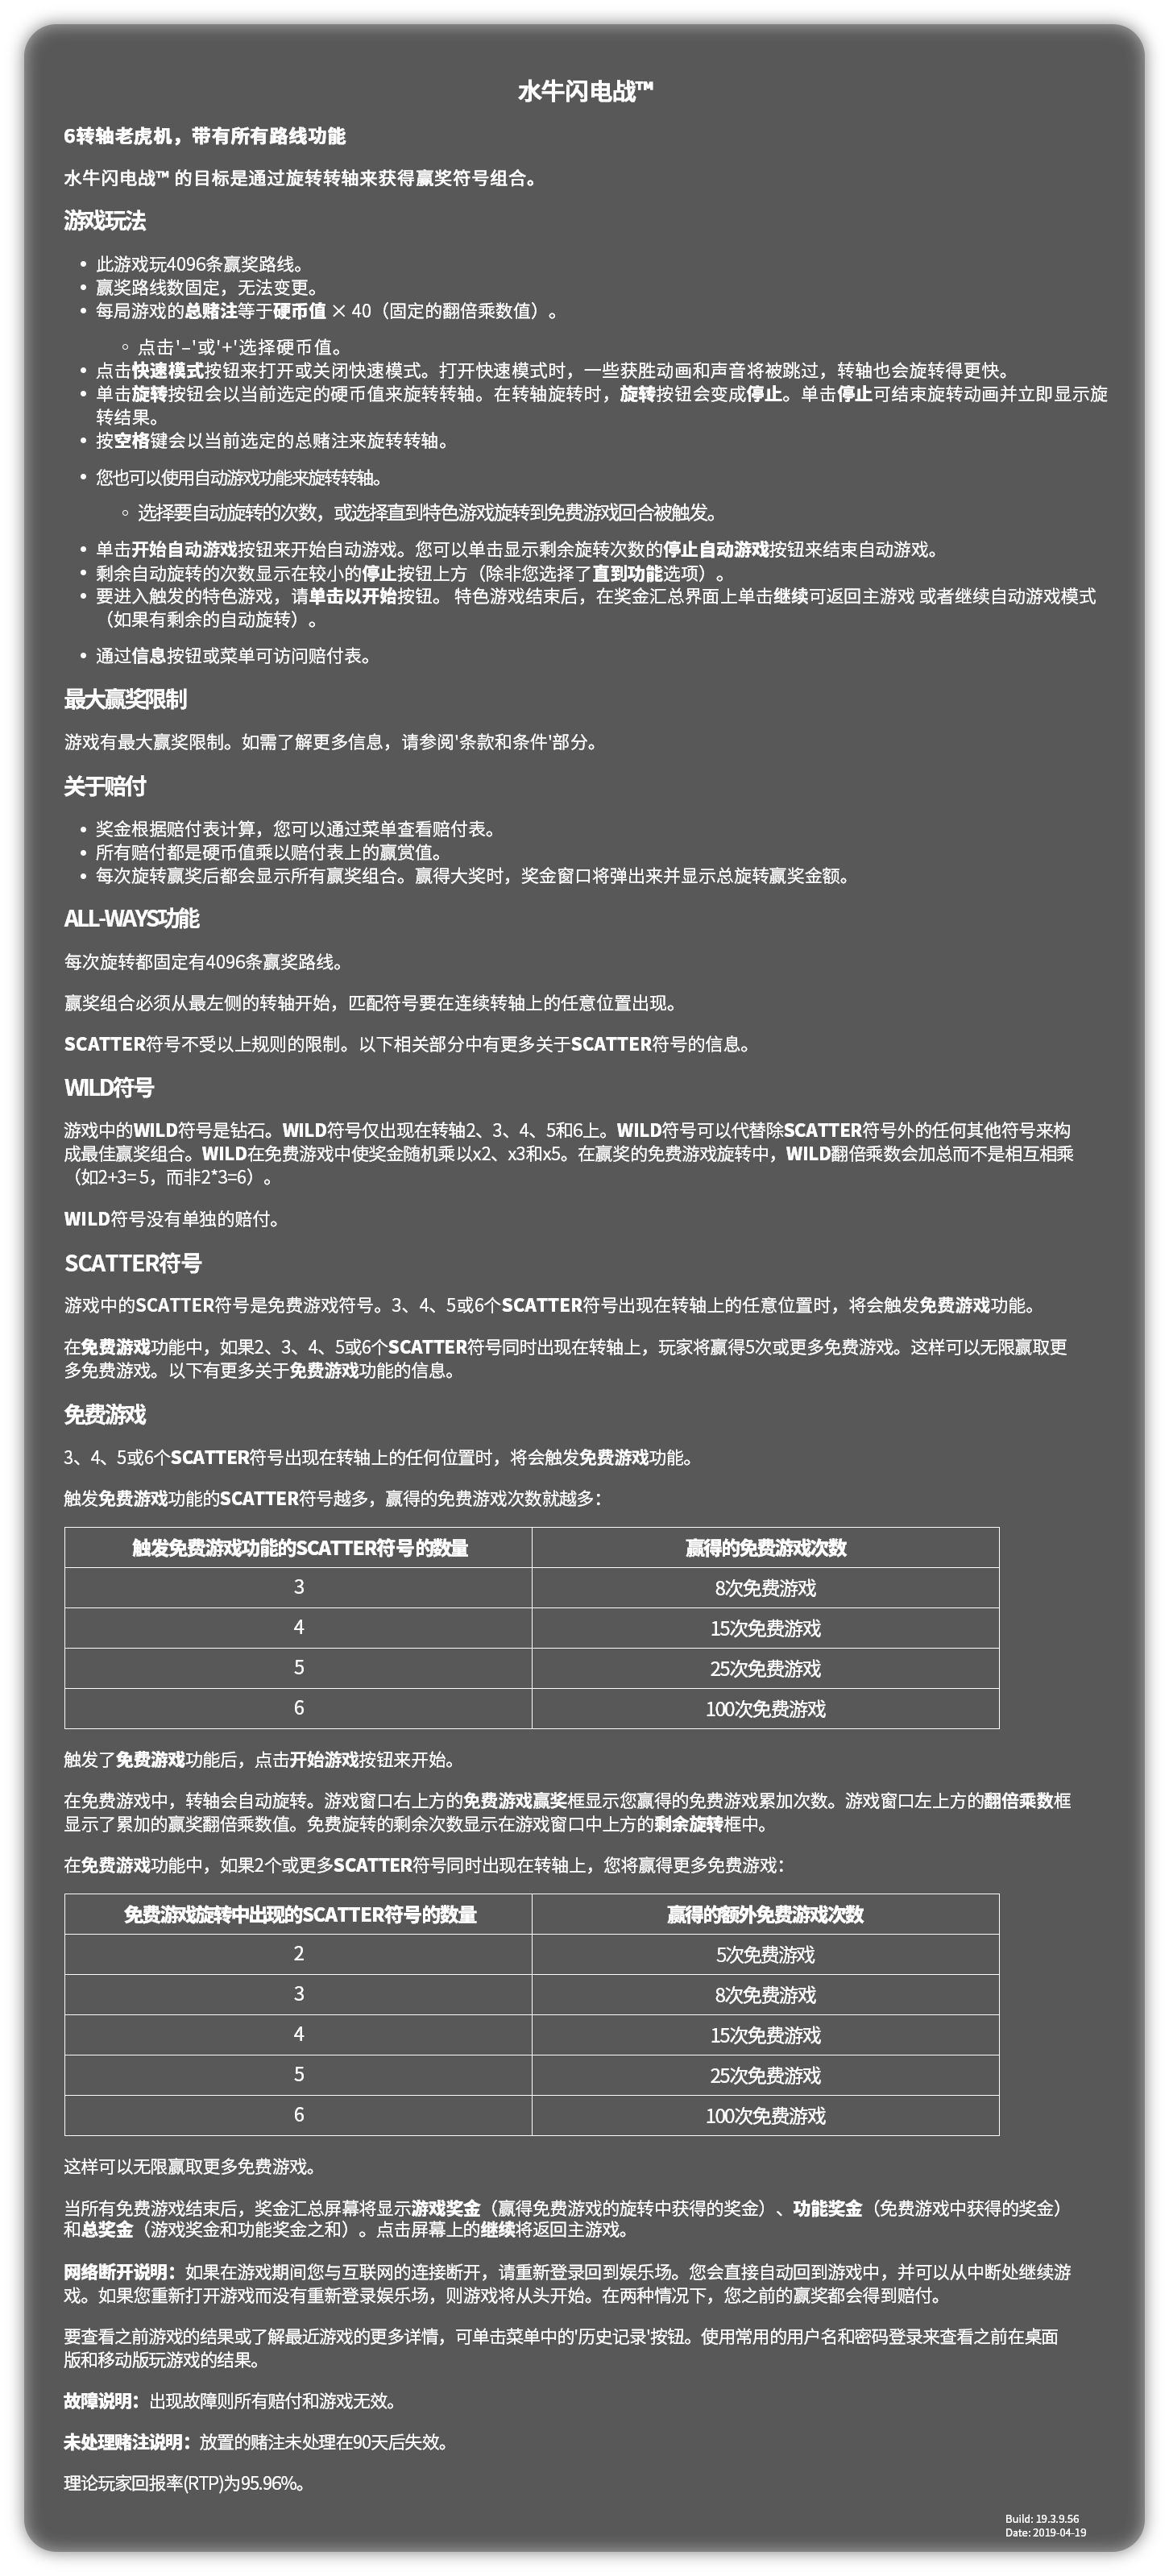 水牛闪电战™
6转轴老虎机，带有所有路线功能
水牛闪电战™ 的目标是通过旋转转轴来获得赢奖符号组合。
游戏玩法
• 此游戏玩4096条赢奖路线。
• 赢奖路线数固定，无法变更。
• 每局游戏的总赌注等于硬币值 × 40（固定的翻倍乘数值）。
◦ 点击'–'或'+'选择硬币值。
• 点击快速模式按钮来打开或关闭快速模式。打开快速模式时，一些获胜动画和声音将被跳过，转轴也会旋转得更快。
• 单击旋转按钮会以当前选定的硬币值来旋转转轴。在转轴旋转时，旋转按钮会变成停止。单击停止可结束旋转动画并立即显示旋
转结果。
• 按空格键会以当前选定的总赌注来旋转转轴。
• 您也可以使用自动游戏功能来旋转转轴。
◦ 选择要自动旋转的次数，或选择直到特色游戏旋转到免费游戏回合被触发。
• 单击开始自动游戏按钮来开始自动游戏。您可以单击显示剩余旋转次数的停止自动游戏按钮来结束自动游戏。
• 剩余自动旋转的次数显示在较小的停止按钮上方（除非您选择了直到功能选项）。
• 要进入触发的特色游戏，请单击以开始按钮。 特色游戏结束后，在奖金汇总界面上单击继续可返回主游戏 或者继续自动游戏模式
（如果有剩余的自动旋转）。
• 通过信息按钮或菜单可访问赔付表。
最大赢奖限制
游戏有最大赢奖限制。如需了解更多信息，请参阅'条款和条件'部分。
关于赔付
• 奖金根据赔付表计算，您可以通过菜单查看赔付表。
• 所有赔付都是硬币值乘以赔付表上的赢赏值。
• 每次旋转赢奖后都会显示所有赢奖组合。赢得大奖时，奖金窗口将弹出来并显示总旋转赢奖金额。
ALL-WAYS功能
每次旋转都固定有4096条赢奖路线。
赢奖组合必须从最左侧的转轴开始，匹配符号要在连续转轴上的任意位置出现。
SCATTER符号不受以上规则的限制。以下相关部分中有更多关于SCATTER符号的信息。
WILD符号
游戏中的WILD符号是钻石。WILD符号仅出现在转轴2、3、4、5和6上。WILD符号可以代替除SCATTER符号外的任何其他符号来构
成最佳赢奖组合。WILD在免费游戏中使奖金随机乘以x2、x3和x5。在赢奖的免费游戏旋转中，WILD翻倍乘数会加总而不是相互相乘
（如2+3= 5，而非2*3=6）。
WILD符号没有单独的赔付。
SCATTER符号
游戏中的SCATTER符号是免费游戏符号。3、4、5或6个SCATTER符号出现在转轴上的任意位置时，将会触发免费游戏功能。
在免费游戏功能中，如果2、3、4、5或6个SCATTER符号同时出现在转轴上，玩家将赢得5次或更多免费游戏。这样可以无限赢取更
多免费游戏。以下有更多关于免费游戏功能的信息。
免费游戏
3、4、5或6个SCATTER符号出现在转轴上的任何位置时，将会触发免费游戏功能。
触发免费游戏功能的SCATTER符号越多，赢得的免费游戏次数就越多：
触发免费游戏功能的SCATTER符号的数量 赢得的免费游戏次数
3 8次免费游戏
4 15次免费游戏
5 25次免费游戏
6 100次免费游戏
触发了免费游戏功能后，点击开始游戏按钮来开始。
在免费游戏中，转轴会自动旋转。游戏窗口右上方的免费游戏赢奖框显示您赢得的免费游戏累加次数。游戏窗口左上方的翻倍乘数框
显示了累加的赢奖翻倍乘数值。免费旋转的剩余次数显示在游戏窗口中上方的剩余旋转框中。
在免费游戏功能中，如果2个或更多SCATTER符号同时出现在转轴上，您将赢得更多免费游戏：
免费游戏旋转中出现的SCATTER符号的数量 赢得的额外免费游戏次数
2 5次免费游戏
3 8次免费游戏
4 15次免费游戏
5 25次免费游戏
6 100次免费游戏
这样可以无限赢取更多免费游戏。
当所有免费游戏结束后，奖金汇总屏幕将显示游戏奖金（赢得免费游戏的旋转中获得的奖金）、功能奖金（免费游戏中获得的奖金）
和总奖金（游戏奖金和功能奖金之和）。点击屏幕上的继续将返回主游戏。
网络断开说明：如果在游戏期间您与互联网的连接断开，请重新登录回到娱乐场。您会直接自动回到游戏中，并可以从中断处继续游
戏。如果您重新打开游戏而没有重新登录娱乐场，则游戏将从头开始。在两种情况下，您之前的赢奖都会得到赔付。
要查看之前游戏的结果或了解最近游戏的更多详情，可单击菜单中的'历史记录'按钮。使用常用的用户名和密码登录来查看之前在桌面
版和移动版玩游戏的结果。
故障说明：出现故障则所有赔付和游戏无效。
未处理赌注说明：放置的赌注未处理在90天后失效。
理论玩家回报率(RTP)为95.96%。
Build: 19.3.9.56
Date: 2019-04-19